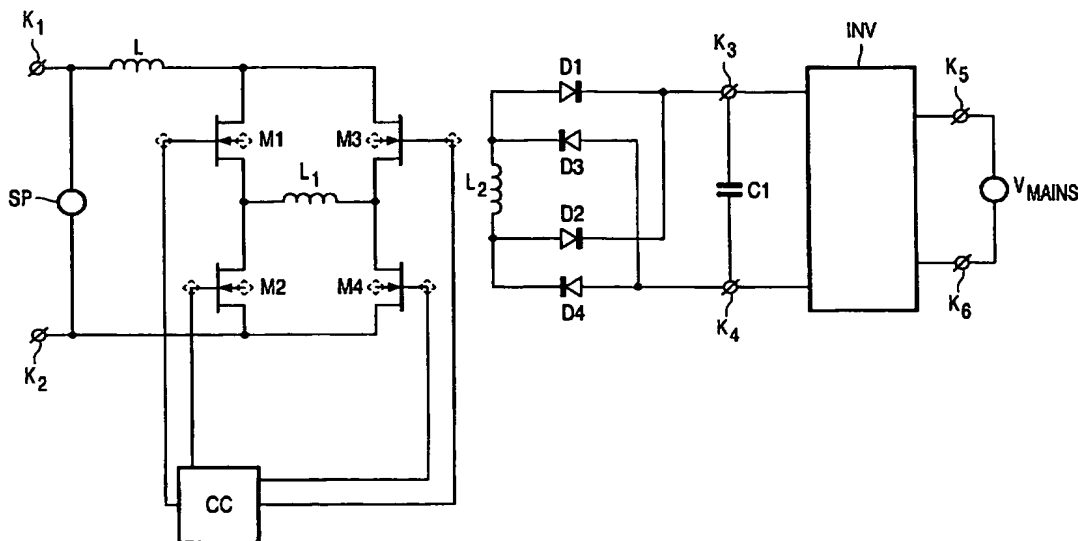 K1
L
SP
M1
M3
L1
M2
M4
K2
CC
D1
D3
L2
D2
D4
K3
C1
K4
INV
K5
VMAINS
K6